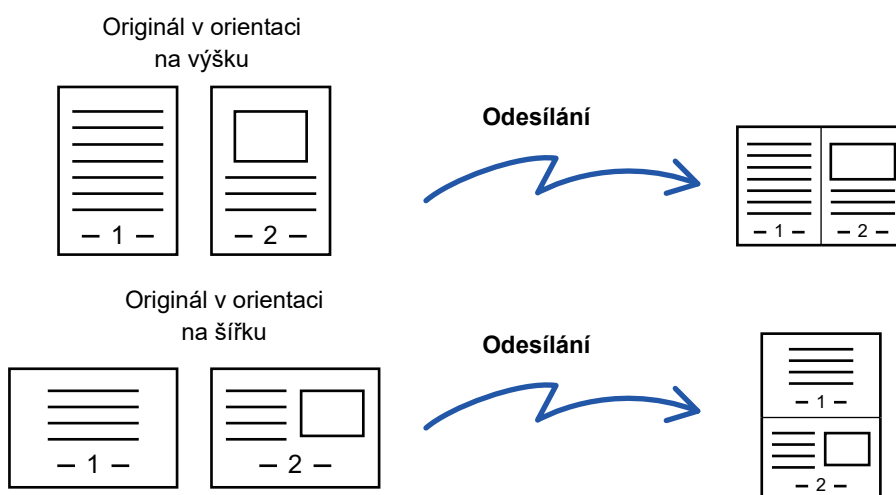 Originál v orientaci
na výšku
Odesílání
– 1 –
– 2 –
– 1 –
– 2 –
Originál v orientaci
na šířku
Odesílání
– 1 –
– 2 –
– 1 –
– 2 –